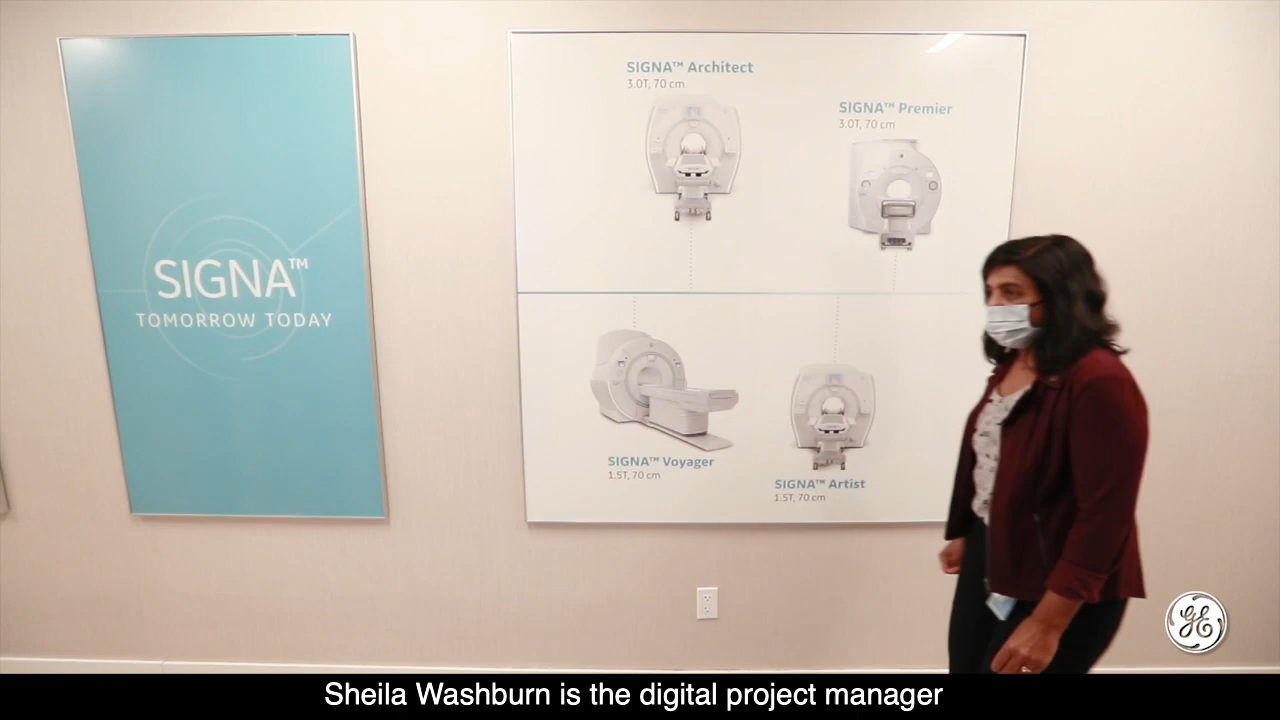 SIGNA™
TOMORROW TODAY
SIGNA™ Architect
3.0T, 70 cm
SIGNA™ Premier
3.0T, 70 cm
SIGNA™ Voyager
1.5T, 70 cm
SIGNA™ Artist
1.5T, 70 cm
GE
Sheila Washburn is the digital project manager